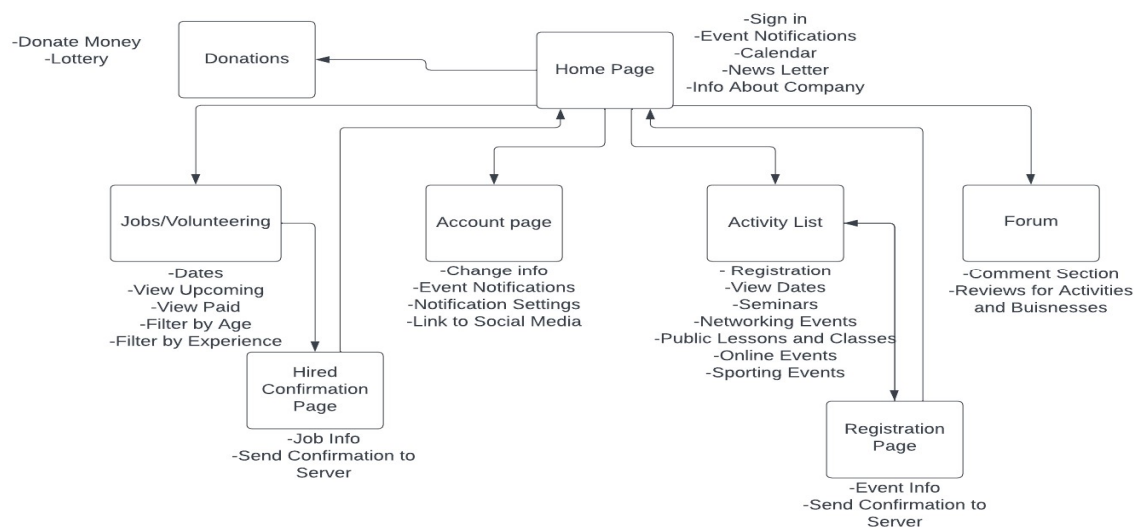 -Donate Money
-Lottery
Donations
Home Page
-Sign in
-Event Notifications
-Calendar
-News Letter
-Info About Company
Jobs/Volunteering
-Dates
-View Upcoming
-View Paid
-Filter by Age
-Filter by Experience
Account page
-Change info
-Event Notifications
-Notification Settings
-Link to Social Media
Activity List
- Registration
-View Dates
-Seminars
-Networking Events
-Public Lessons and Classes
-Online Events
-Sporting Events
Forum
-Comment Section
-Reviews for Activities
and Buisnesses
Hired
Confirmation
Page
-Job Info
-Send Confirmation to
Server
Registration
Page
-Event Info
-Send Confirmation to
Server